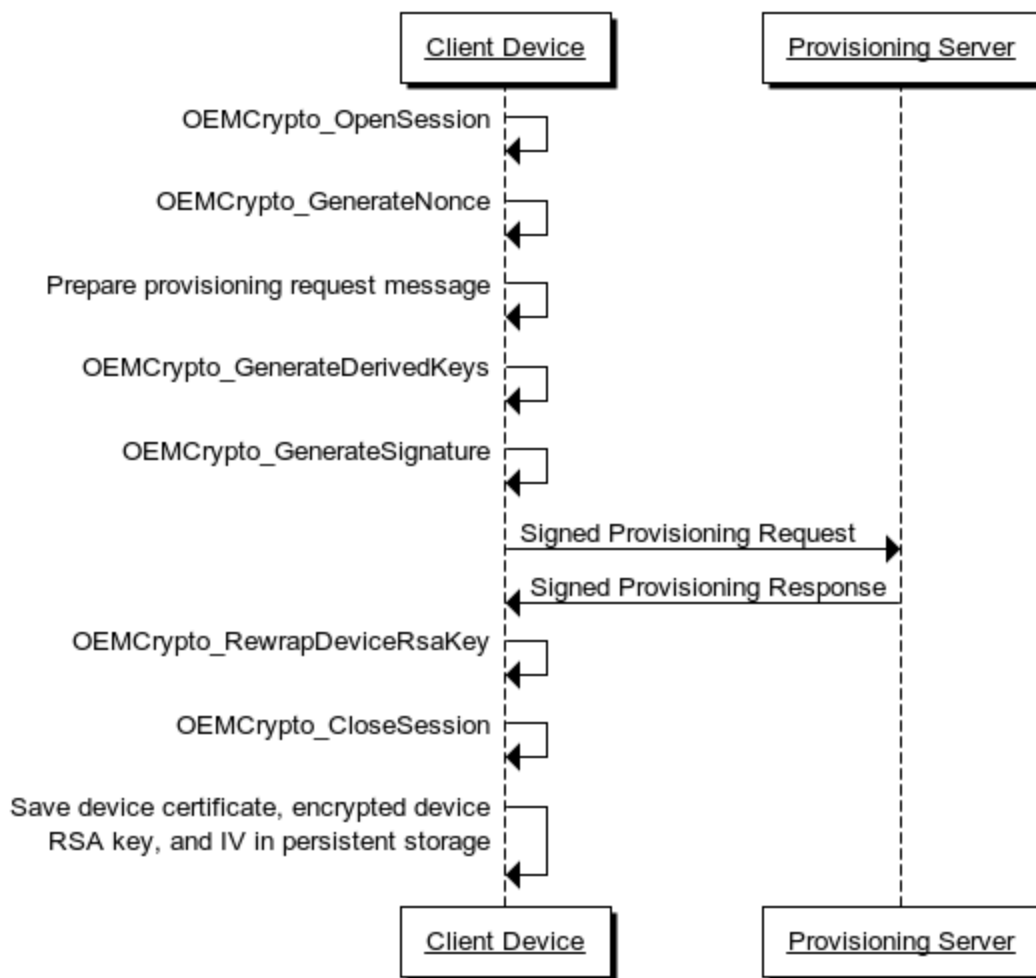 Client Device
Provisioning Server
OEMCrypto_OpenSession
OEMCrypto_GenerateNonce
Prepare provisioning request message
OEMCrypto_GenerateDerivedKeys
OEMCrypto_GenerateSignature
Signed Provisioning Request
Signed Provisioning Response
OEMCrypto_RewrapDeviceRsaKey
OEMCrypto_CloseSession
Save device certificate, encrypted device
RSA key, and IV in persistent storage
Client Device
Provisioning Server